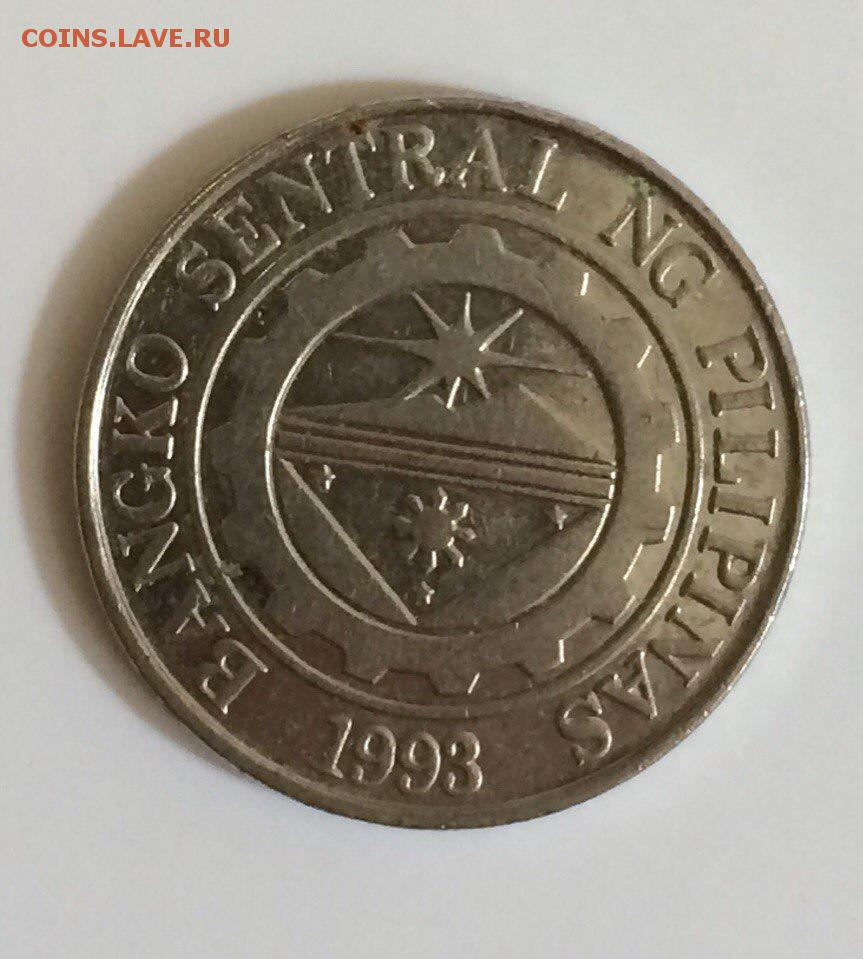 COINS.LAVE.RU
BANGKO SENTRAL NG PILIPINAS
1993